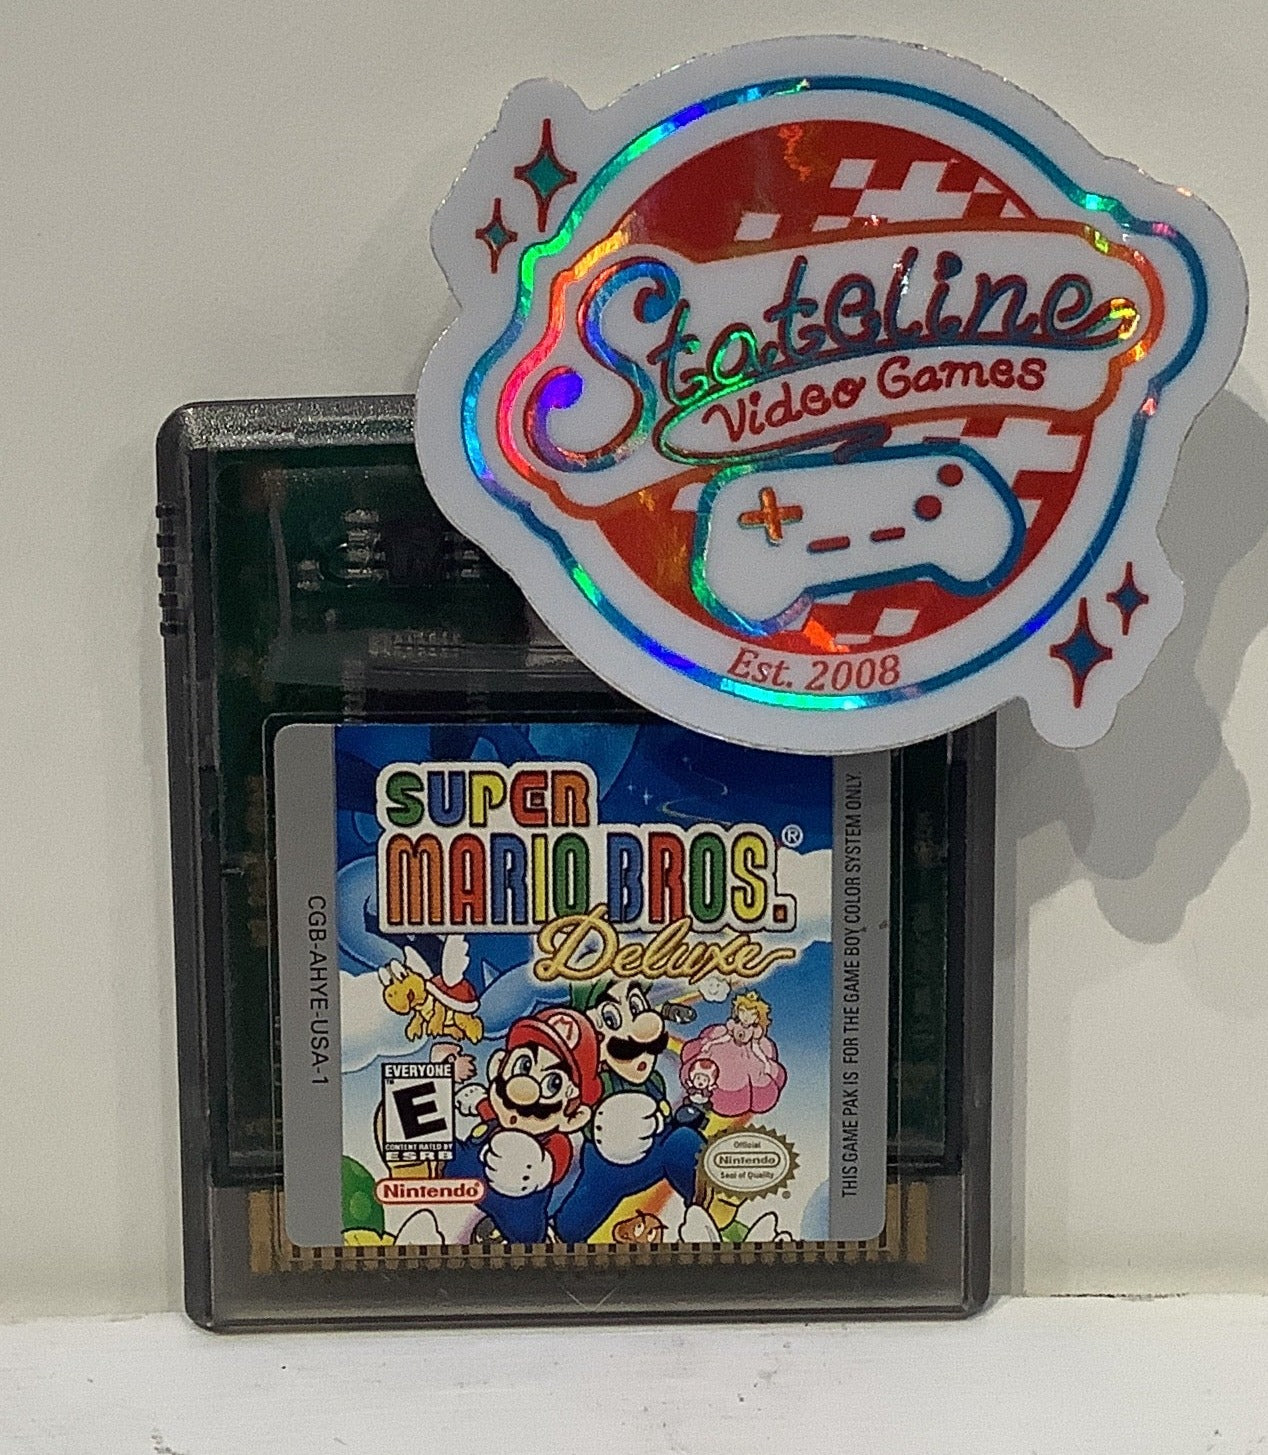 Stateline
Video Games
Est. 2008
SUPER
MARIO BROS.®
Deluxe
CGB-AHYE-USA-1
THIS GAME PAK IS FOR THE GAME BOY COLOR SYSTEM ONLY.
M
EVERYONE
E
™
CONTENT RATED BY
ESRB
Nintendo®
Official
Nintendo
Seal of Quality
®